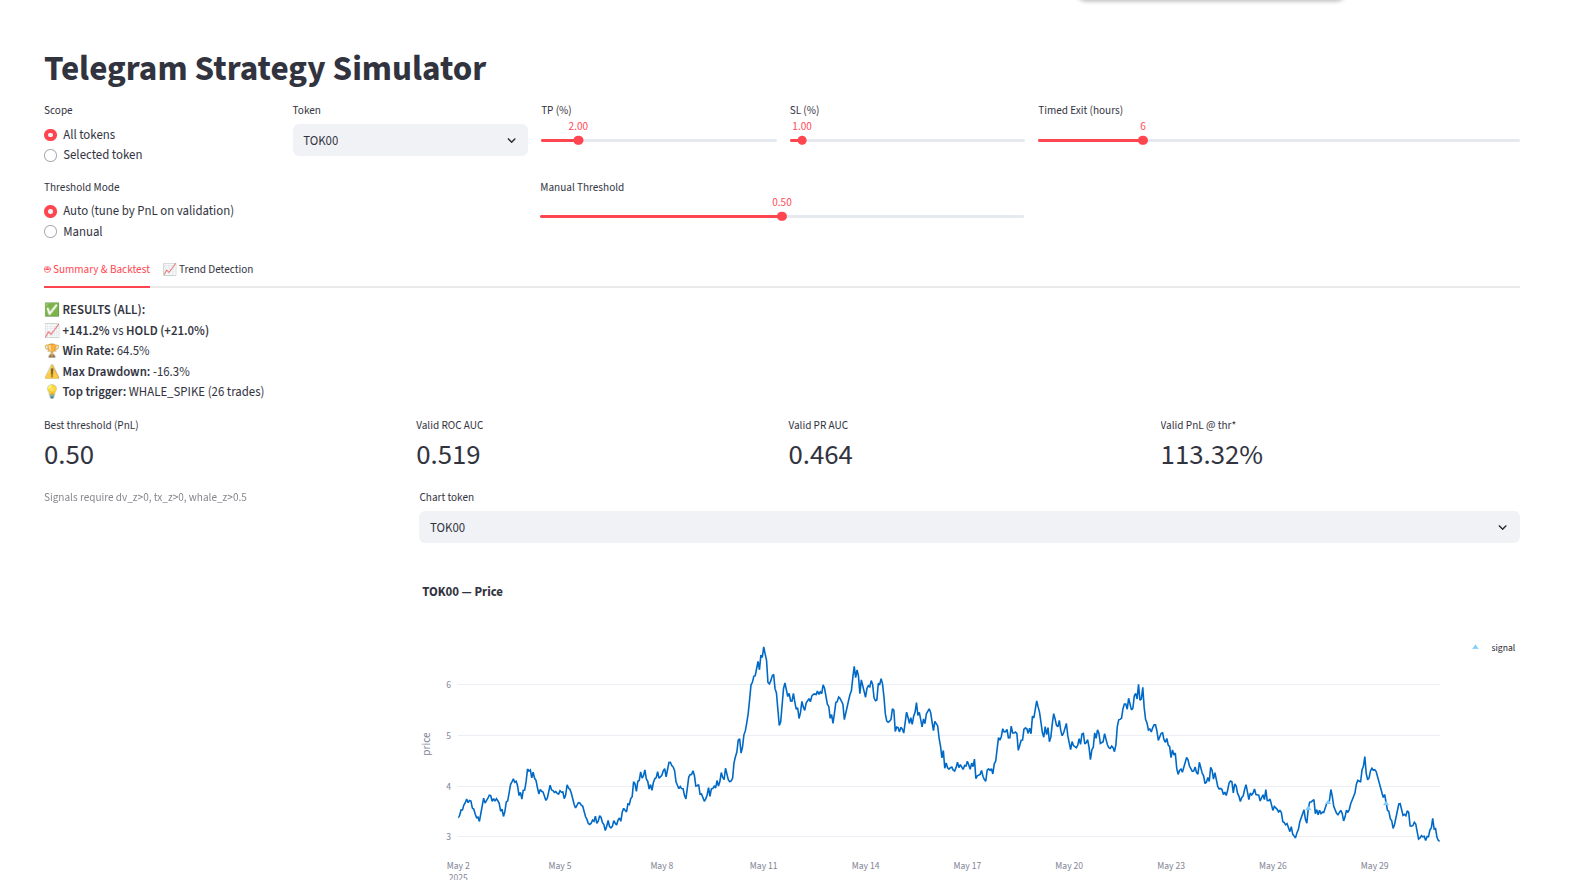 Telegram Strategy Simulator
Scope
Token
TP (%)
SL (%)
Timed Exit (hours)
All tokens
Selected token
TOK00
2.00
1.00
6
Threshold Mode
Manual Threshold
Auto (tune by PnL on validation)
Manual
0.50
Summary & Backtest
📈 Trend Detection
✅ RESULTS (ALL):
📈 +141.2% vs HOLD (+21.0%)
🏆 Win Rate: 64.5%
⚠️ Max Drawdown: -16.3%
💡 Top trigger: WHALE_SPIKE (26 trades)
Best threshold (PnL)
0.50
Valid ROC AUC
0.519
Valid PR AUC
0.464
Valid PnL @ thr*
113.32%
Signals require dv_z>0, tx_z>0, whale_z>0.5
Chart token
TOK00
TOK00 — Price
signal
6
5
4
3
price
May 2
2025
May 5
May 8
May 11
May 14
May 17
May 20
May 23
May 26
May 29